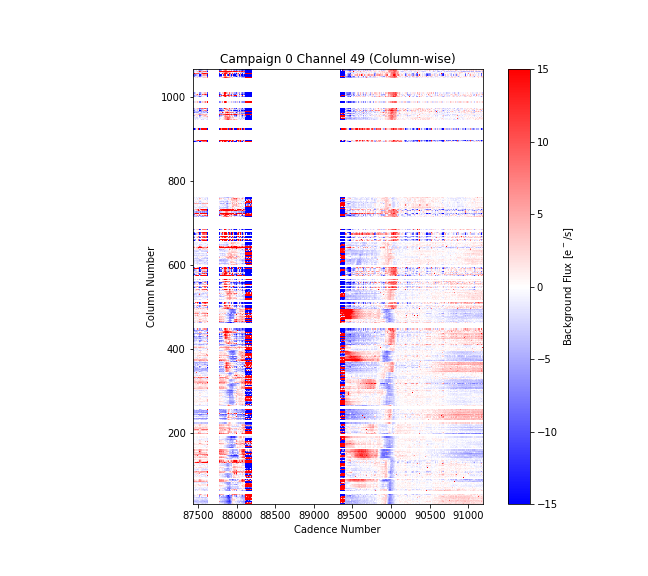 Campaign 0 Channel 49 (Column-wise)
1000
800
600
400
200
Column Number
87500 88000 88500 89000 89500 90000 90500 91000
Cadence Number
15
10
5
0
−5
−10
−15
Background Flux [e⁻/s]